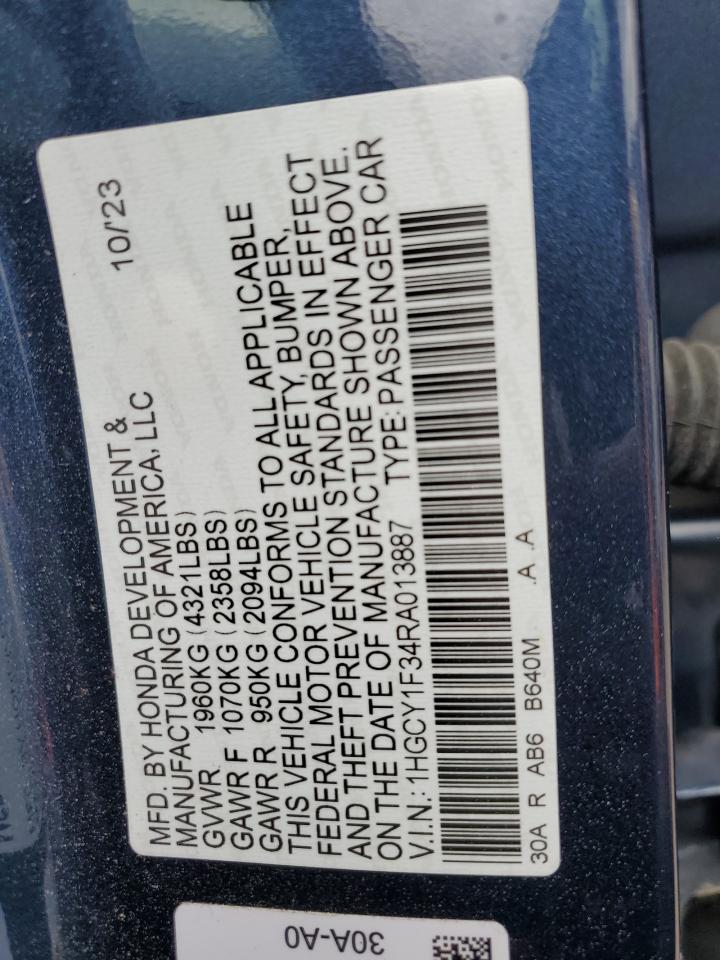 MFD. BY HONDA DEVELOPMENT & 10/'23
MANUFACTURING OF AMERICA, LLC
GVWR 1960KG (4321LBS)
GAWR F 1070KG (2358LBS)
GAWR R 950KG (2094LBS)
THIS VEHICLE CONFORMS TO ALL APPLICABLE
FEDERAL MOTOR VEHICLE SAFETY, BUMPER,
AND THEFT PREVENTION STANDARDS IN EFFECT
ON THE DATE OF MANUFACTURE SHOWN ABOVE.
V.I.N.: 1HGCY1F34RA013887 TYPE: PASSENGER CAR
30A R AB6 B640M .A .A
30A-A0